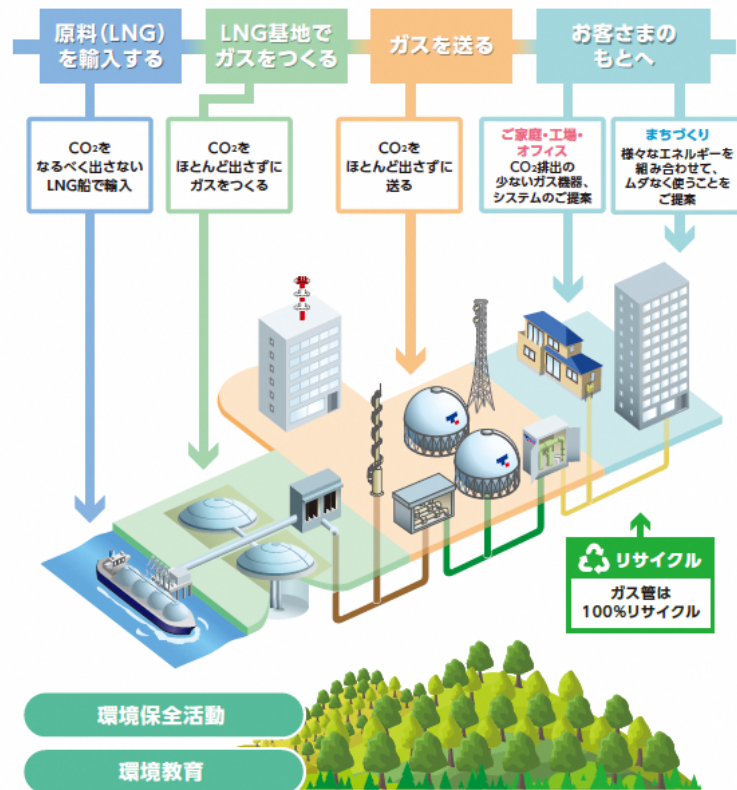 原料(LNG)
を輸入する
LNG基地で
ガスをつくる
ガスを送る
お客さまの
もとへ
CO₂を
なるべく出さない
LNG船で輸入
CO₂を
ほとんど出さずに
ガスをつくる
CO₂を
ほとんど出さずに
送る
ご家庭・工場・
オフィス
CO₂排出の
少ないガス機器、
システムのご提案
まちづくり
様々なエネルギーを
組み合わせて、
ムダなく使うことを
ご提案
リサイクル
ガス管は
100%リサイクル
環境保全活動
環境教育